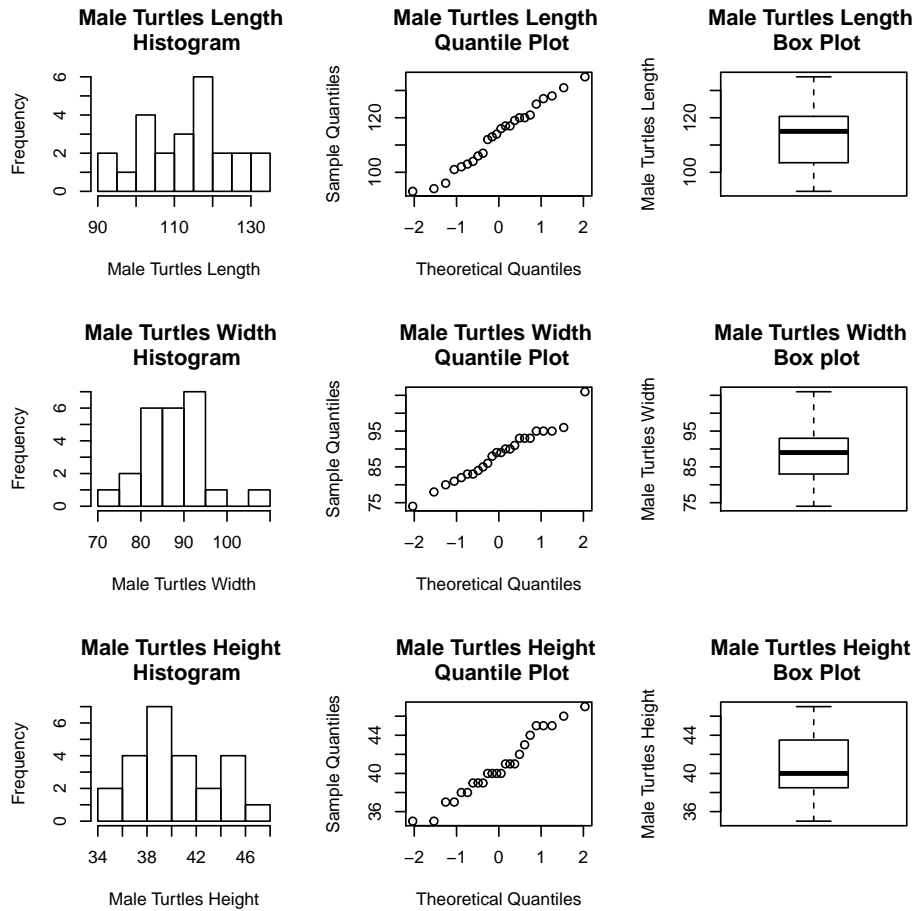 Male Turtles Length
Histogram
Frequency
0 2 4 6
90 110 130
Male Turtles Length
Male Turtles Length
Quantile Plot
Sample Quantiles
100 120
−2 −1 0 1 2
Theoretical Quantiles
Male Turtles Length
Box Plot
Male Turtles Length
100 120
Male Turtles Width
Histogram
Frequency
0 2 4 6
70 80 90 100
Male Turtles Width
Male Turtles Width
Quantile Plot
Sample Quantiles
75 85 95
−2 −1 0 1 2
Theoretical Quantiles
Male Turtles Width
Box plot
Male Turtles Width
75 85 95
Male Turtles Height
Histogram
Frequency
0 2 4 6
34 38 42 46
Male Turtles Height
Male Turtles Height
Quantile Plot
Sample Quantiles
36 40 44
−2 −1 0 1 2
Theoretical Quantiles
Male Turtles Height
Box Plot
Male Turtles Height
36 40 44